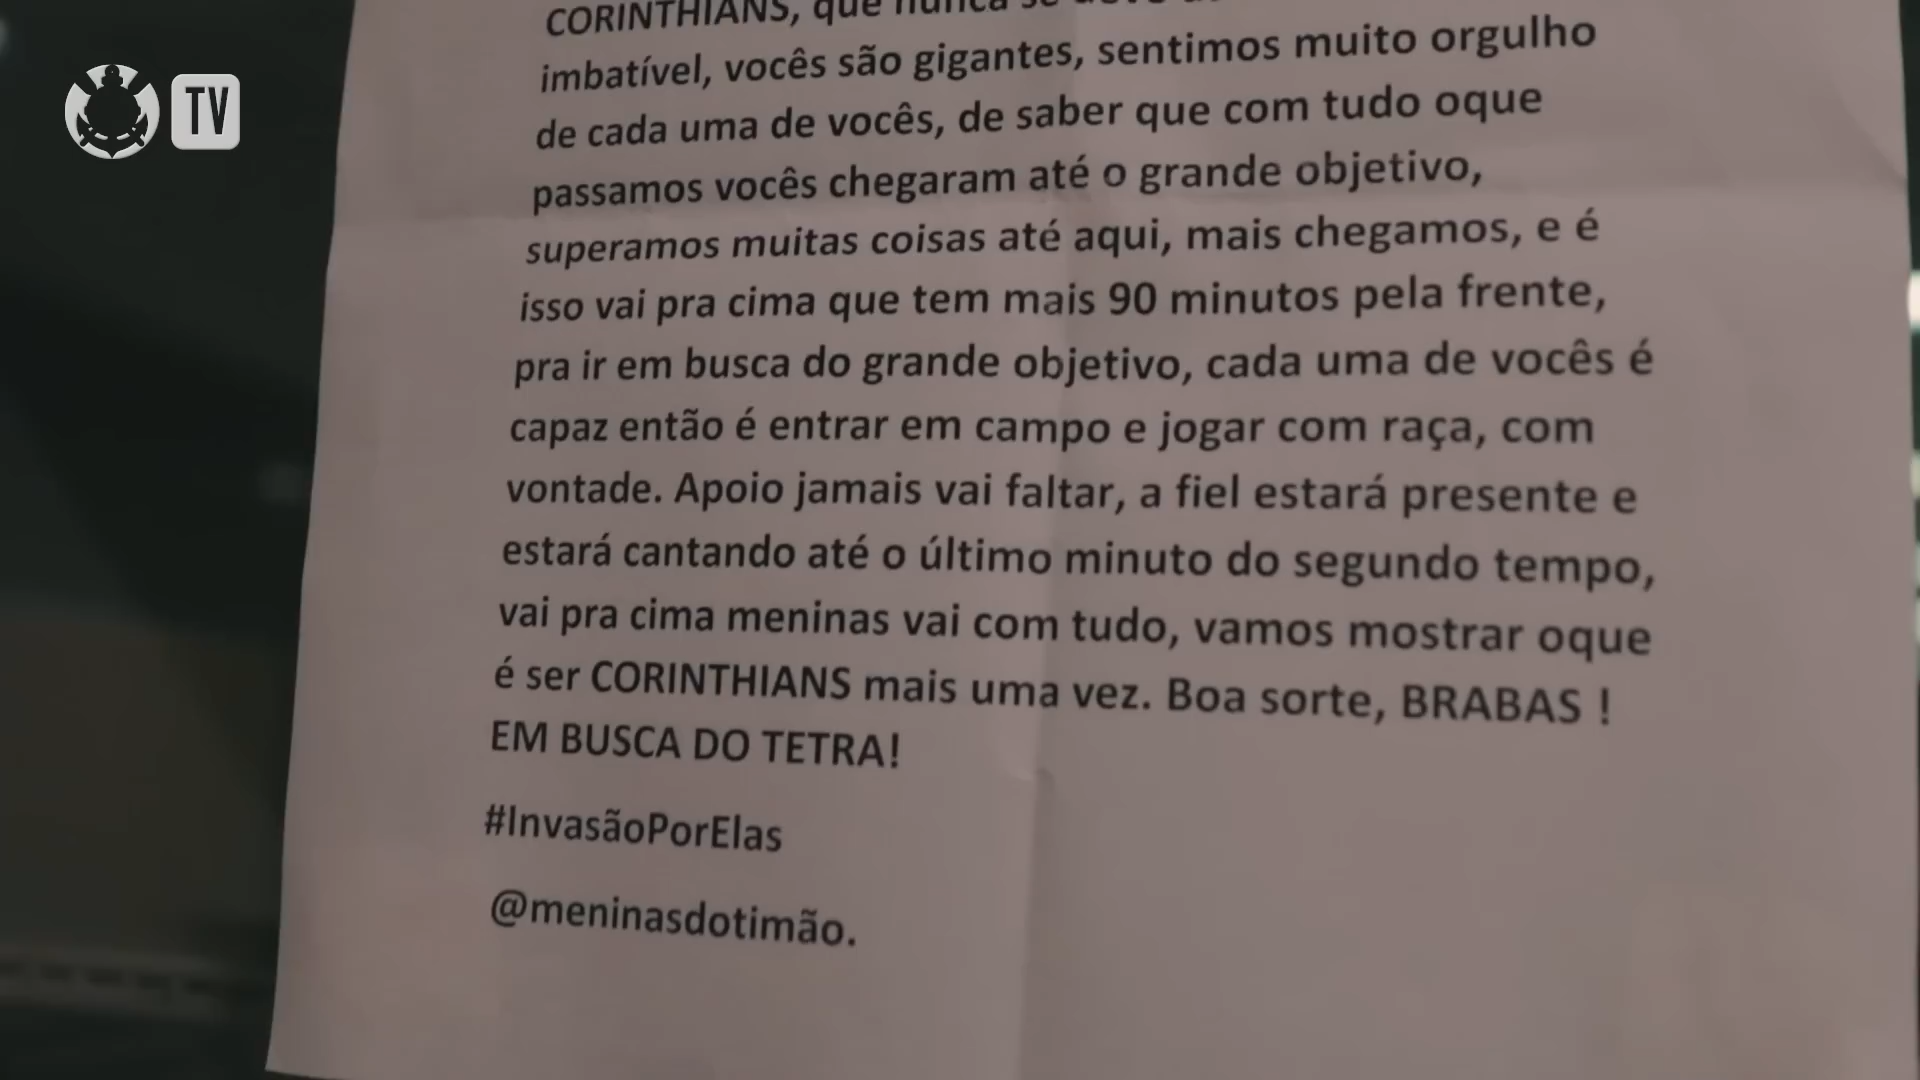 TV
CORINTHIANS, que nunca se
imbatível, vocês são gigantes, sentimos muito orgulho
de cada uma de vocês, de saber que com tudo oque
passamos vocês chegaram até o grande objetivo,
superamos muitas coisas até aqui, mais chegamos, e é
isso vai pra cima que tem mais 90 minutos pela frente,
pra ir em busca do grande objetivo, cada uma de vocês é
capaz então é entrar em campo e jogar com raça, com
vontade. Apoio jamais vai faltar, a fiel estará presente e
estará cantando até o último minuto do segundo tempo,
vai pra cima meninas vai com tudo, vamos mostrar oque
é ser CORINTHIANS mais uma vez. Boa sorte, BRABAS !
EM BUSCA DO TETRA!
#InvasãoPorElas
@meninasdotimão.